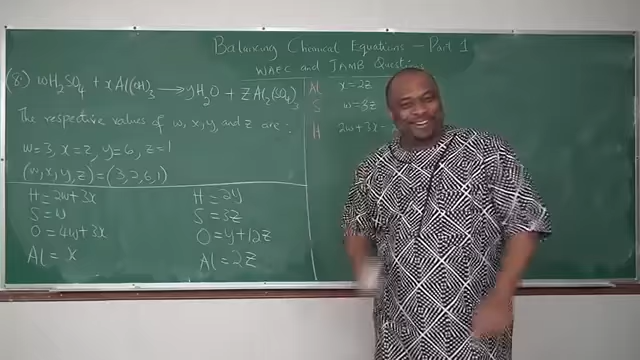 Balancing Chemical Equations – Part 1
WAEC and JAMB Questions
(8.) wH₂SO₄ + xAl(OH)₃ → yH₂O + zAl₂(SO₄)₃
The respective values of w, x, y, and z are:
w=3, x=2, y=6, z=1
(w,x,y,z)=(3,2,6,1)
H=2w+3x
S=w
O=4w+3x
Al=x
H=2y
S=3z
O=y+12z
Al=2z
Al x=2z
S w=3z
H 2w+3x=